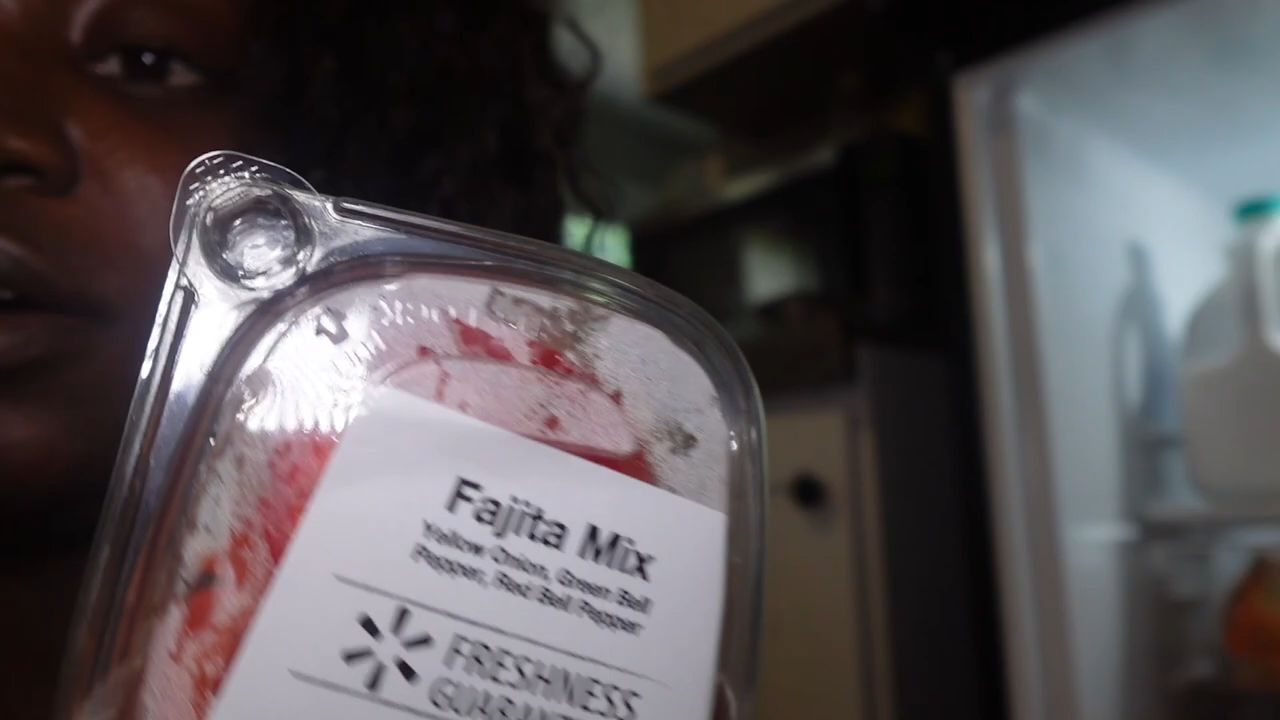 Fajita Mix
Yellow Onion, Green Bell
Pepper, Red Bell Pepper
FRESHNESS